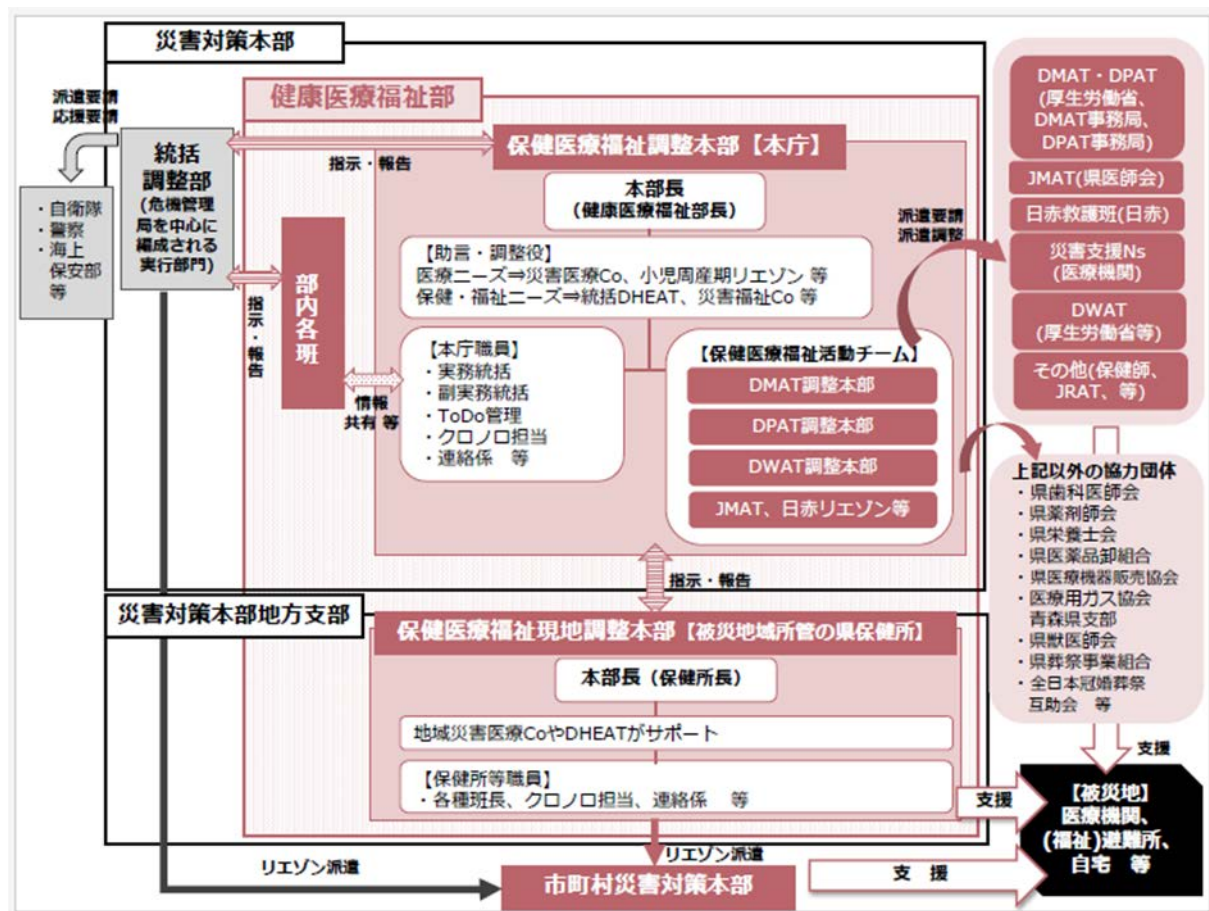 災害対策本部
派遣要請
応援要請
健康医療福祉部
統括
調整部
(危機管理
局を中心に
編成される
実行部門)
・自衛隊
・警察
・海上
保安部
等
指示・報告
指示・報告
部内各班
保健医療福祉調整本部【本庁】
本部長
(健康医療福祉部長)
【助言・調整役】
医療ニーズ⇒災害医療Co、小児周産期リエゾン 等
保健・福祉ニーズ⇒統括DHEAT、災害福祉Co 等
派遣要請
派遣調整
【本庁職員】
・実務統括
・副実務統括
・ToDo管理
・クロノロ担当
・連絡係 等
情報
共有 等
【保健医療福祉活動チーム】
DMAT調整本部
DPAT調整本部
DWAT調整本部
JMAT、日赤リエゾン等
DMAT・DPAT
(厚生労働省、
DMAT事務局、
DPAT事務局)
JMAT(県医師会)
日赤救護班(日赤)
災害支援Ns
(医療機関)
DWAT
(厚生労働省等)
その他(保健師、
JRAT、等)
上記以外の協力団体
・県歯科医師会
・県薬剤師会
・県栄養士会
・県医薬品卸組合
・県医療機器販売協会
・医療用ガス協会
青森県支部
・県獣医師会
・県葬祭事業組合
・全日本冠婚葬祭
互助会 等
指示・報告
災害対策本部地方支部
保健医療福祉現地調整本部【被災地域所管の県保健所】
本部長(保健所長)
地域災害医療CoやDHEATがサポート
【保健所等職員】
・各種班長、クロノロ担当、連絡係 等
支援
支援
【被災地】
医療機関、
(福祉)避難所、
自宅 等
リエゾン派遣
リエゾン派遣
市町村災害対策本部
支 援